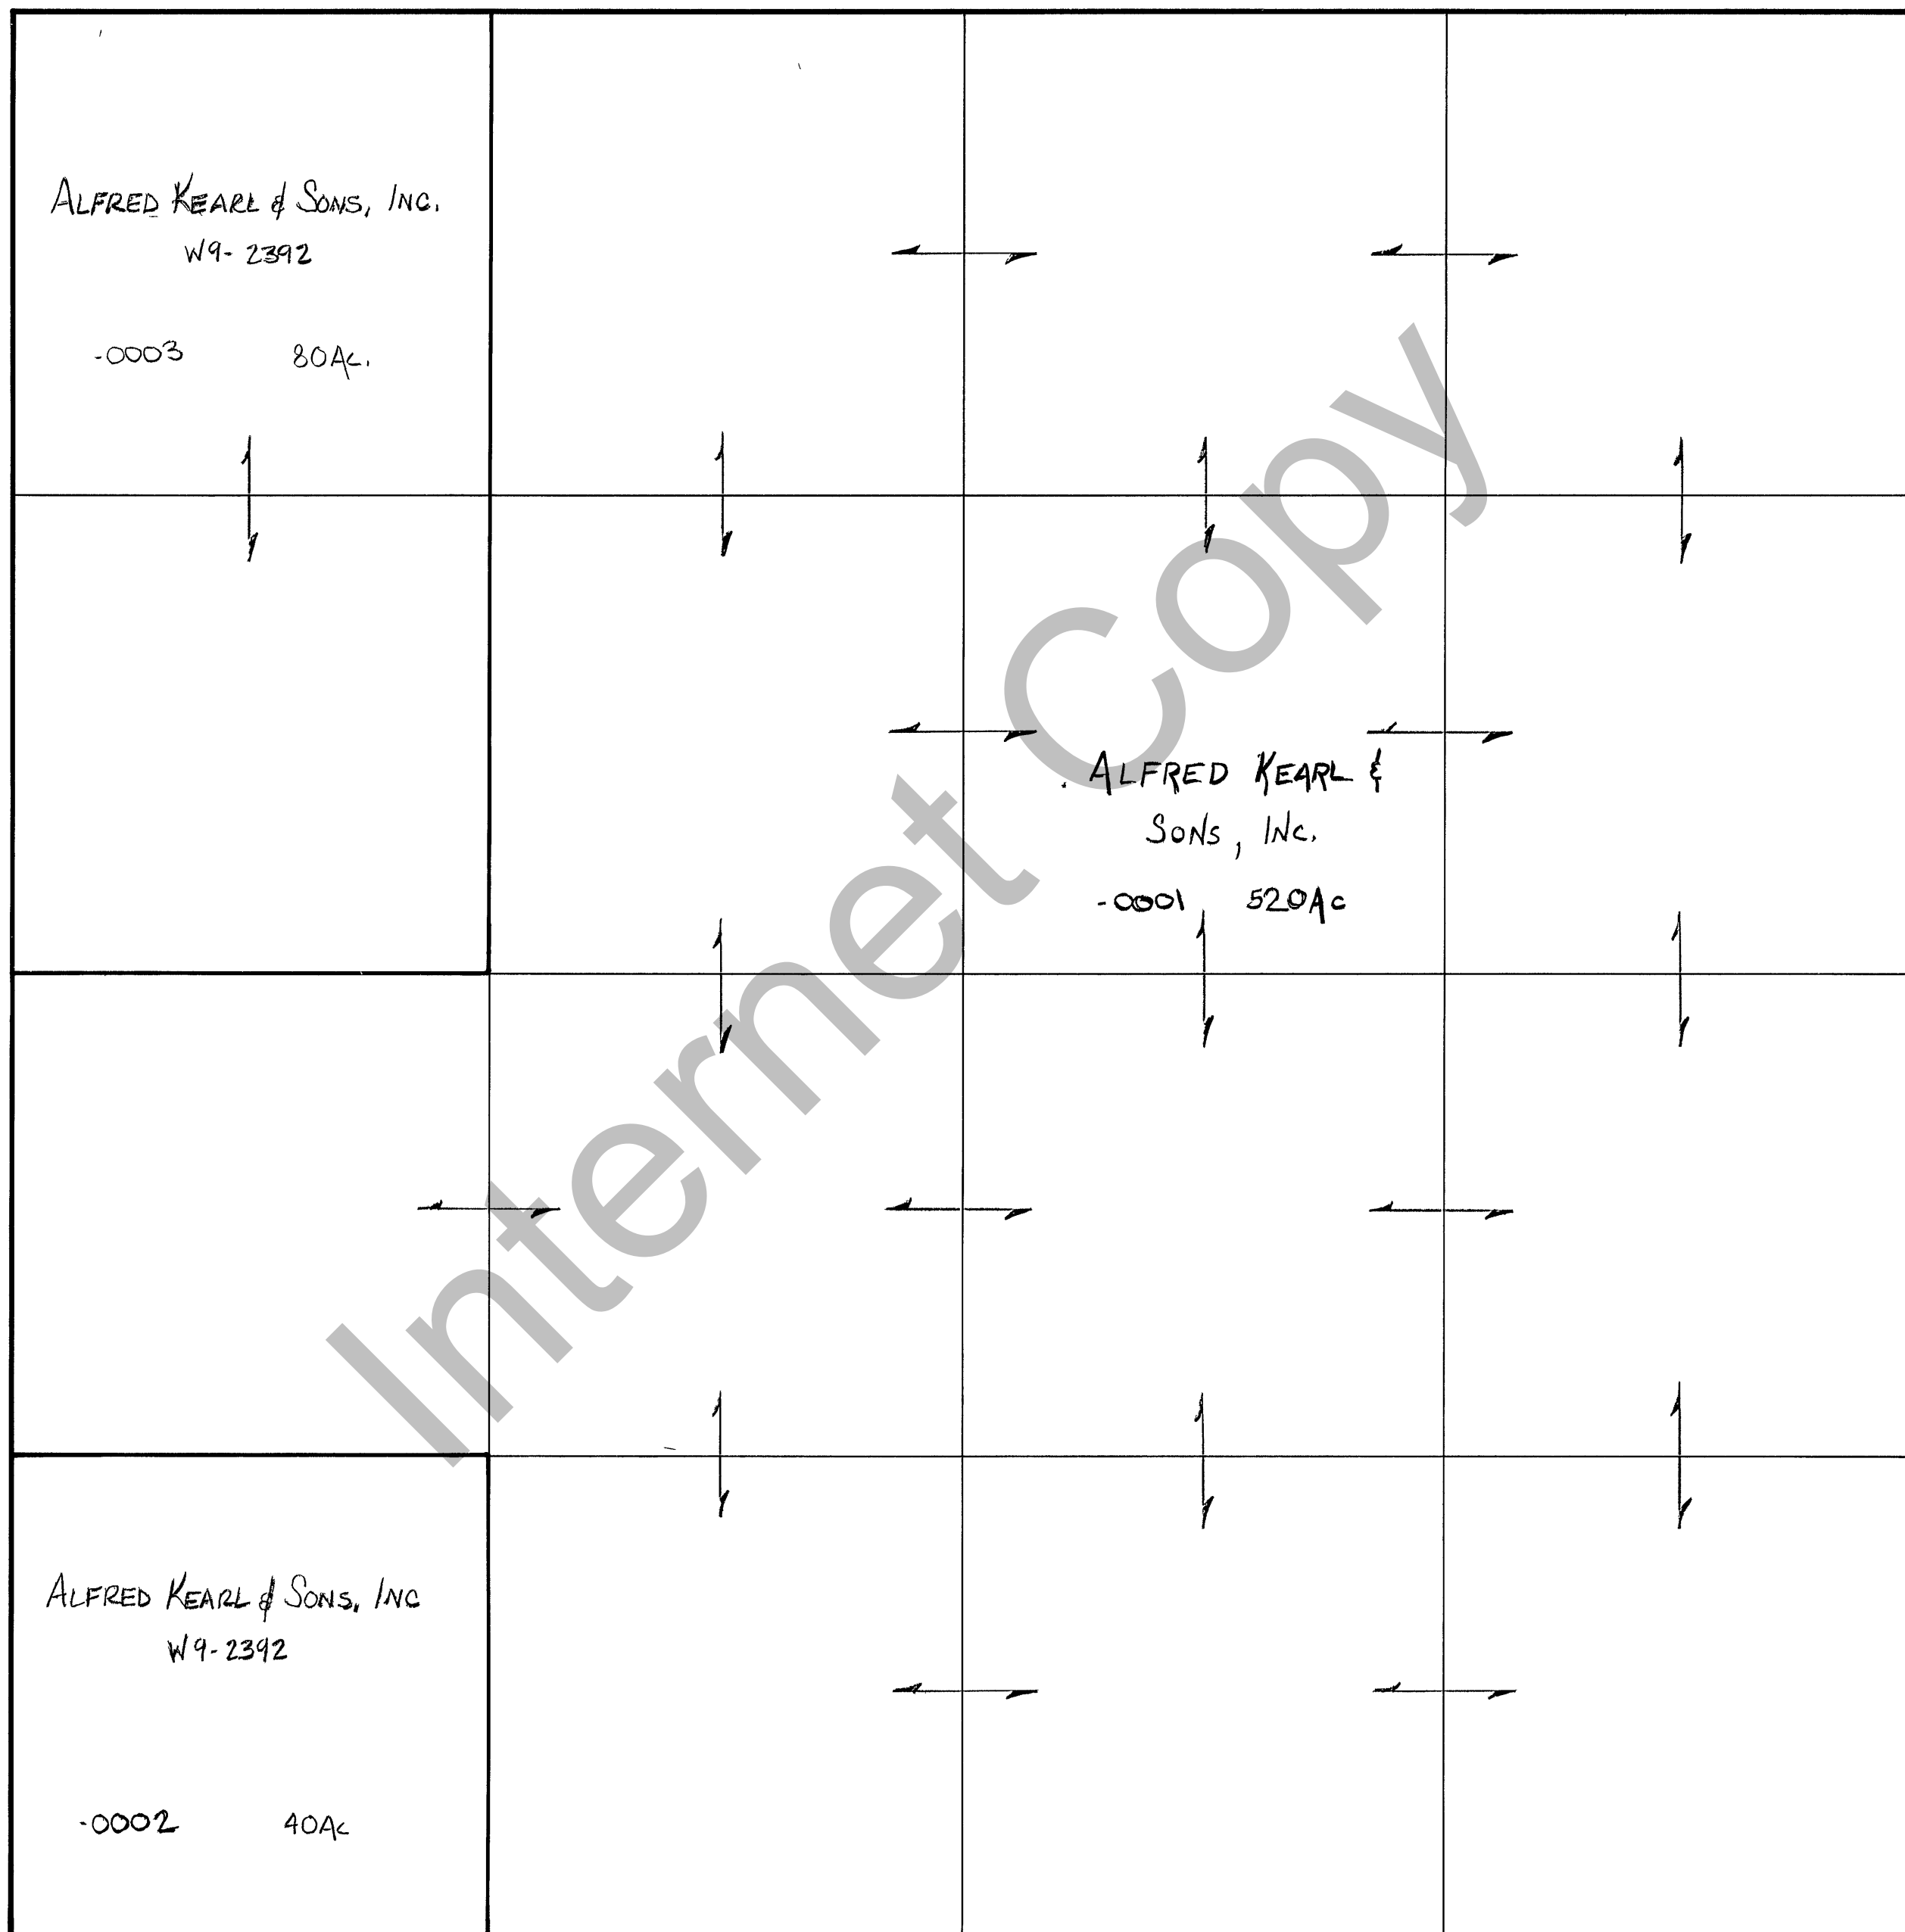 ALFRED KEARL & SONS, INC.
W9-2392
-0003 80Ac.
ALFRED KEARL &
SONS, INC.
-0001 520Ac
Internet Copy
ALFRED KEARL & SONS, INC
W9-2392
-0002 40Ac